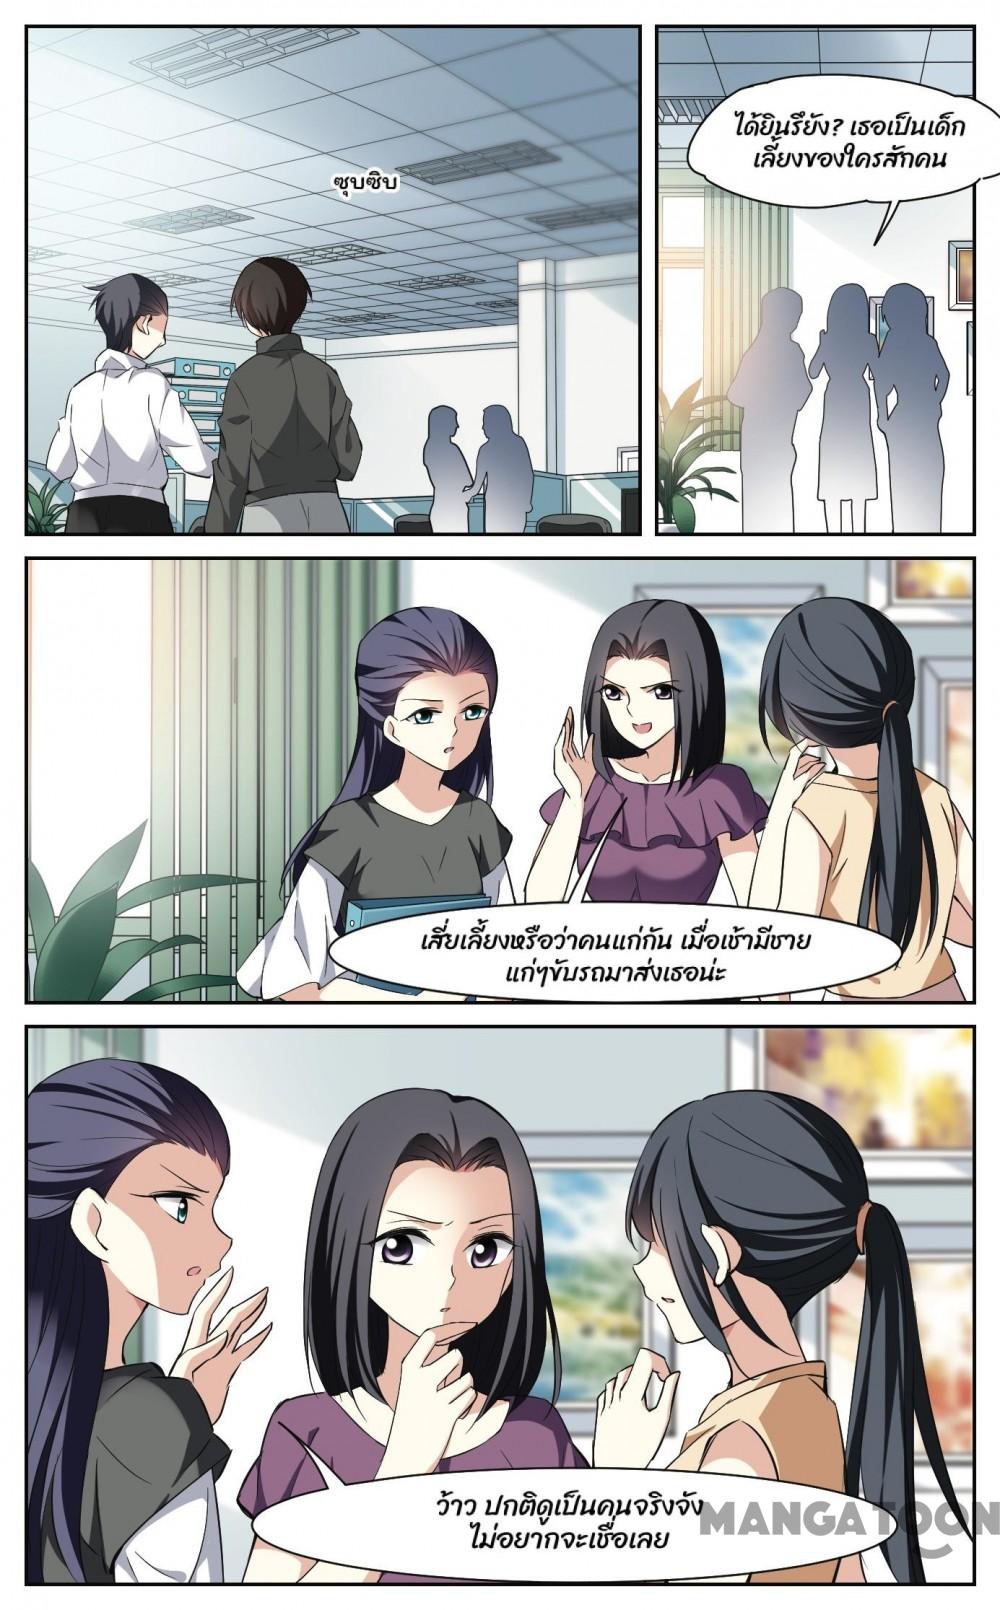 ซุบซิบ
ได้ยินรึยัง? เธอเป็นเด็ก
เลี้ยงของใครสักคน
เสี่ยเลี้ยงหรือว่าคนแก่กัน เมื่อเช้ามีชาย
แก่ๆขับรถมาส่งเธอน่ะ
ว้าว ปกติดูเป็นคนจริงจัง
ไม่อยากจะเชื่อเลย
MANGATOON